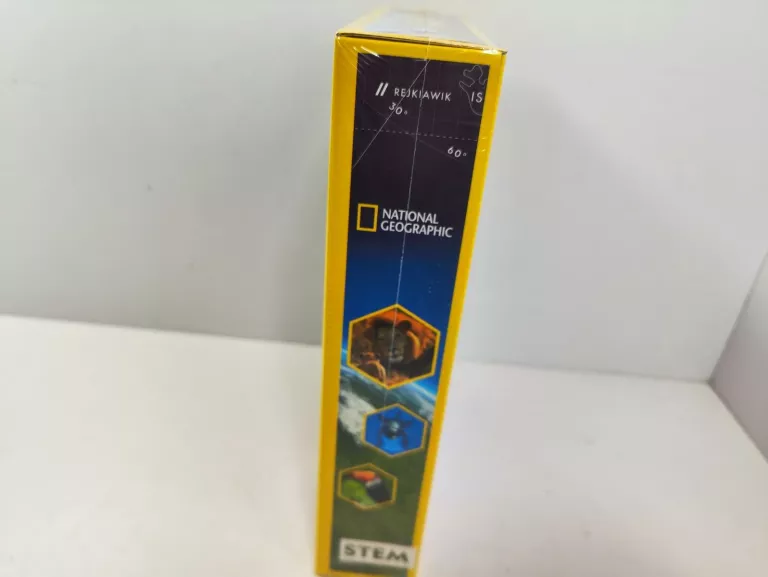 // REJKIAWIK IS
30°
60°
NATIONAL
GEOGRAPHIC
STEM